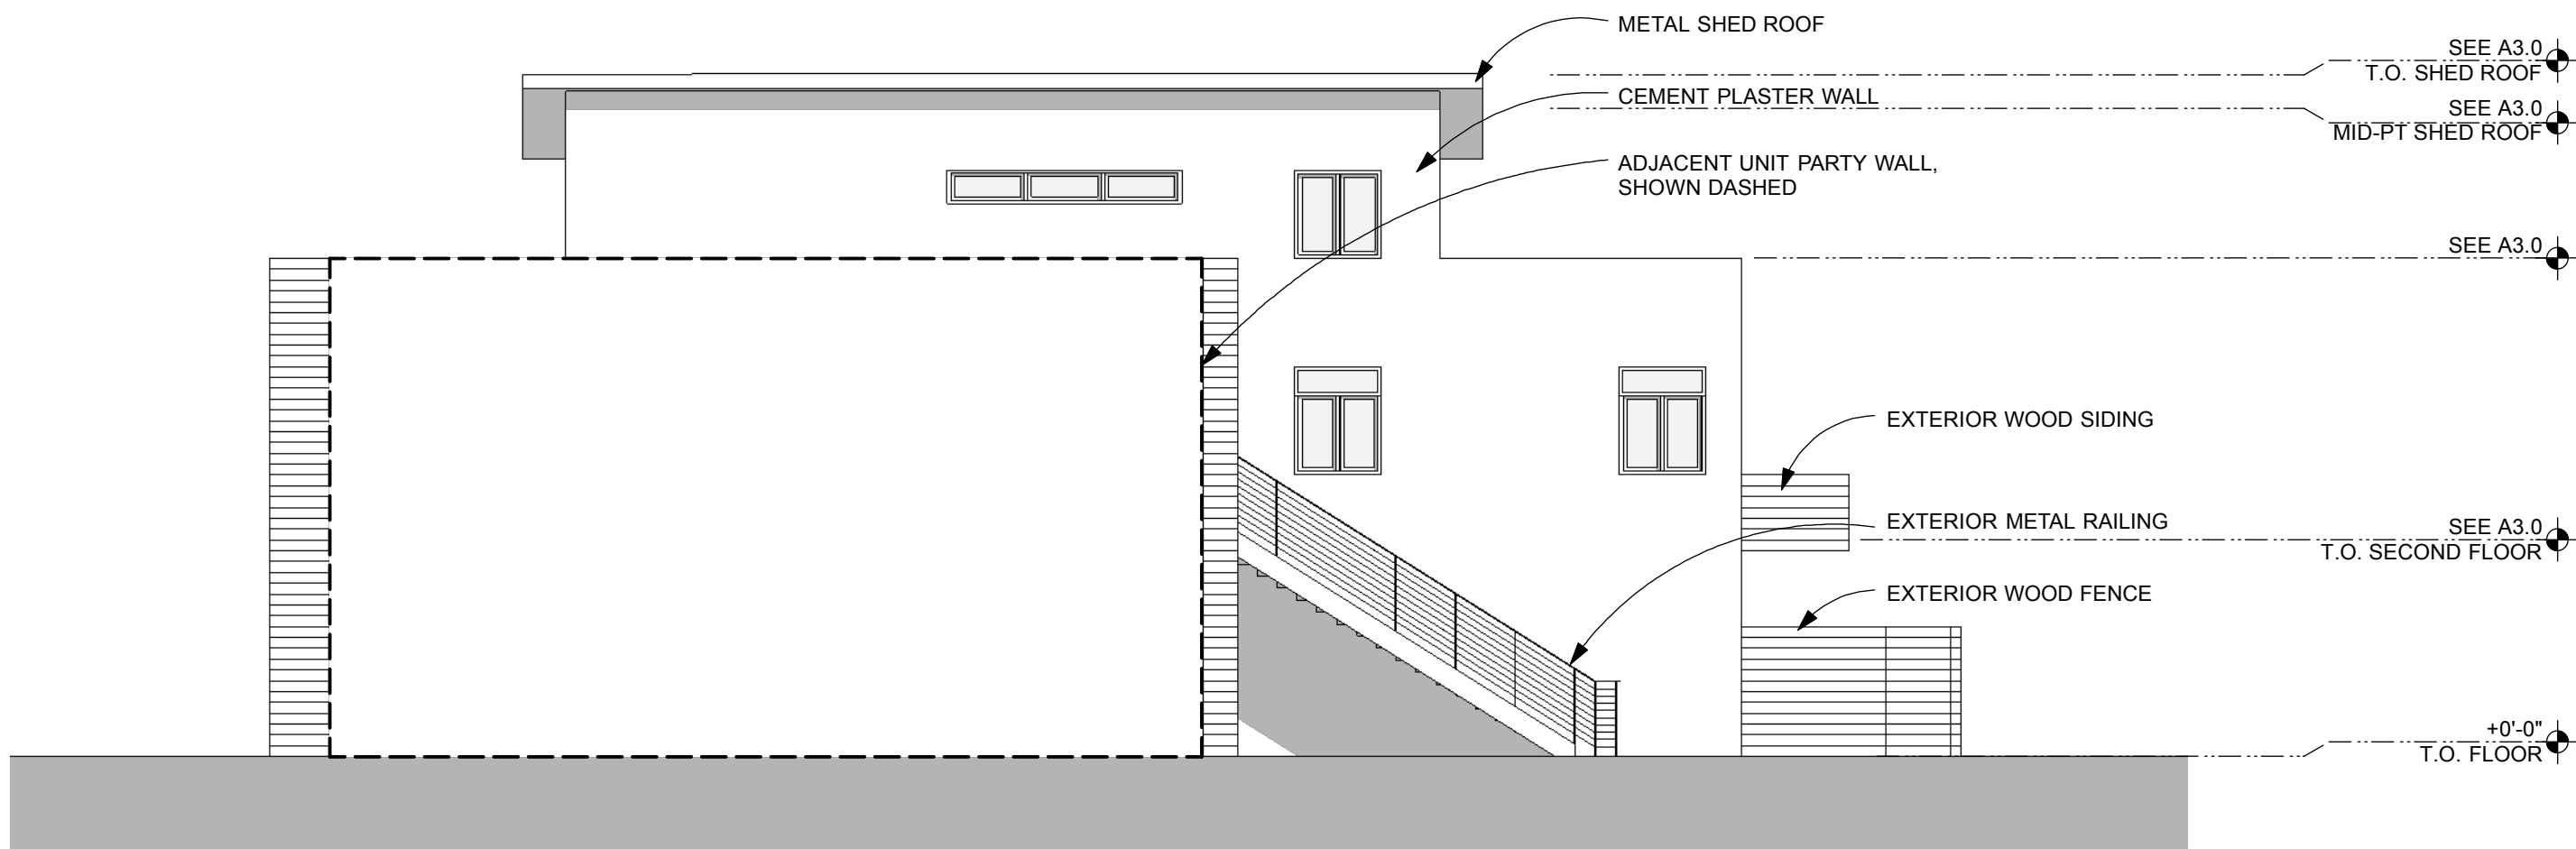 METAL SHED ROOF
SEE A3.0
T.O. SHED ROOF
CEMENT PLASTER WALL
SEE A3.0
MID-PT SHED ROOF
ADJACENT UNIT PARTY WALL,
SHOWN DASHED
SEE A3.0
EXTERIOR WOOD SIDING
EXTERIOR METAL RAILING
SEE A3.0
T.O. SECOND FLOOR
EXTERIOR WOOD FENCE
+0'-0"
T.O. FLOOR